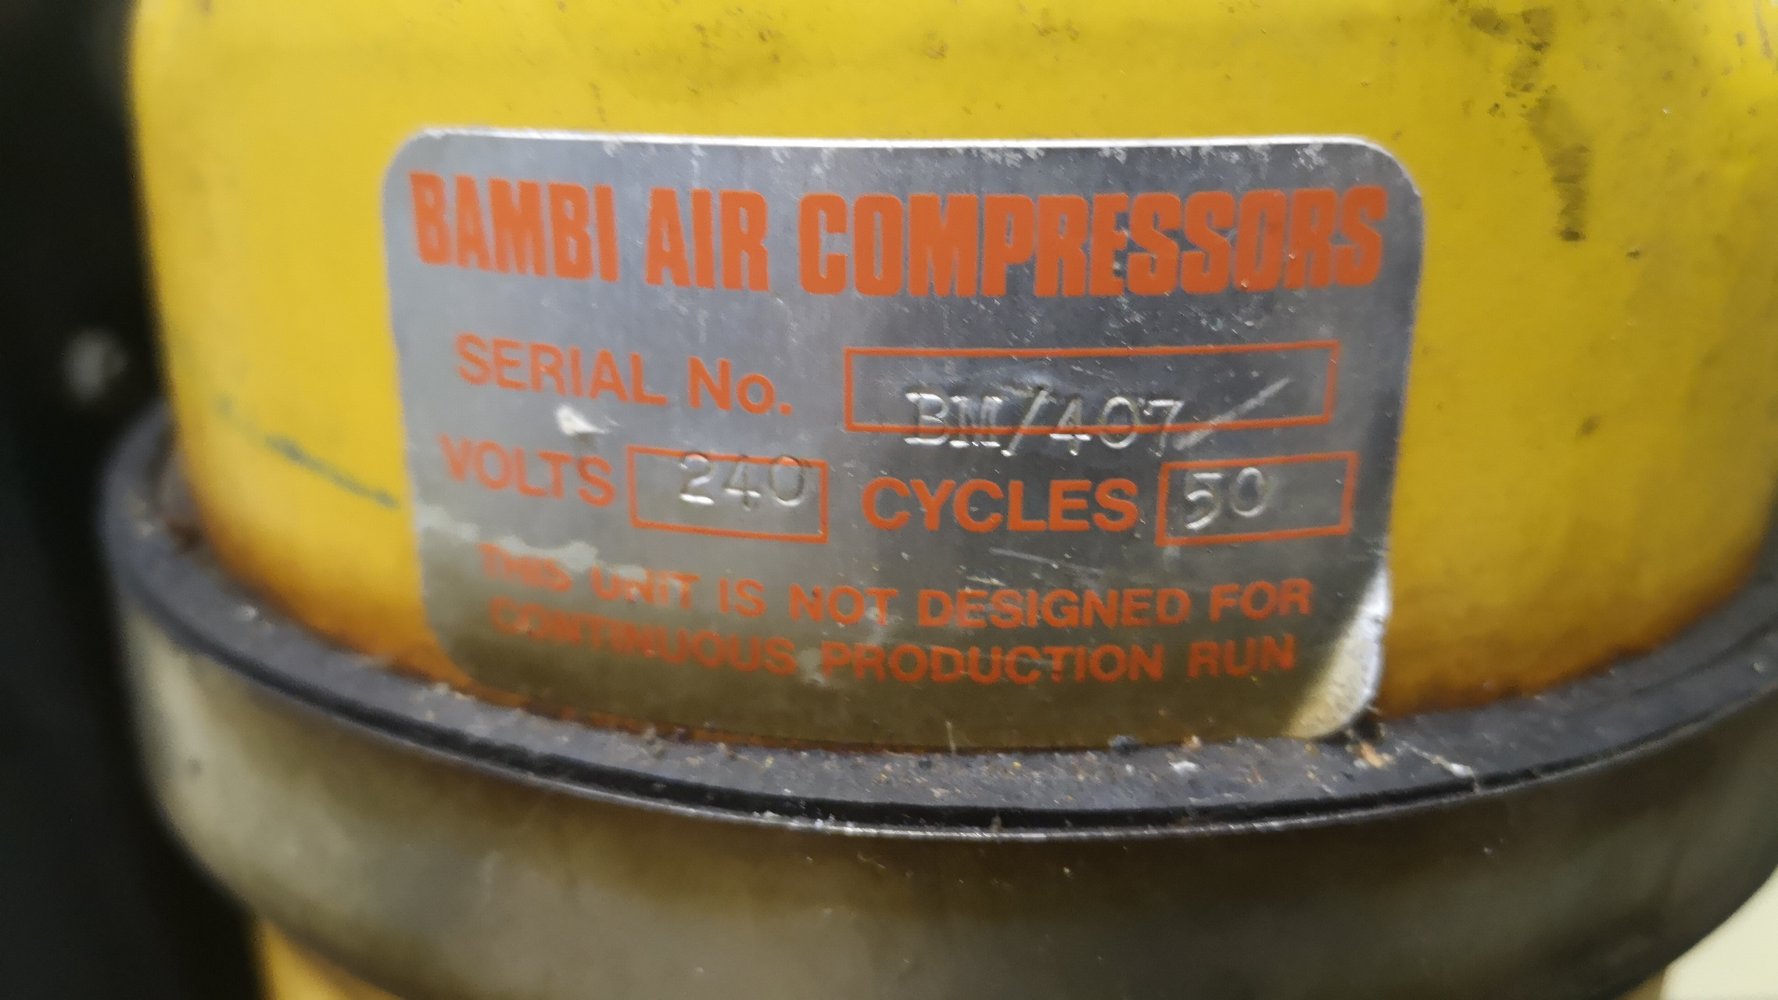 BAMBI AIR COMPRESSORS
SERIAL No. BM/407
VOLTS 240 CYCLES 50
THIS UNIT IS NOT DESIGNED FOR
CONTINUOUS PRODUCTION RUN